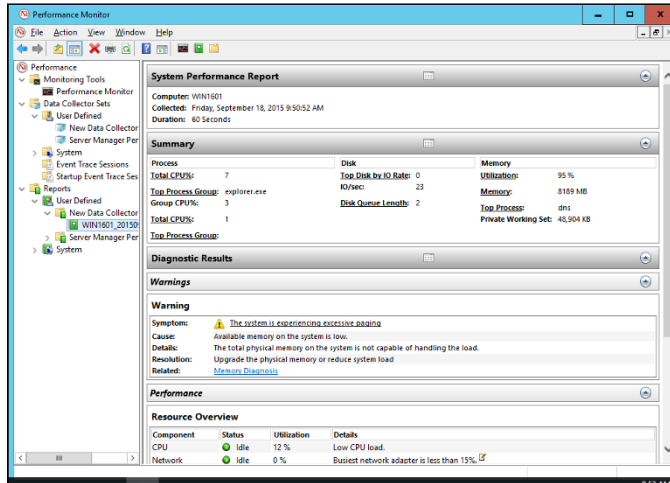 Performance Monitor
File Action View Window Help
Performance
Monitoring Tools
Performance Monitor
Data Collector Sets
User Defined
New Data Collector
Server Manager Per
System
Event Trace Sessions
Startup Event Trace Ses
Reports
User Defined
New Data Collector
WIN1601_20150
Server Manager Per
System
System Performance Report
Computer: WIN1601
Collected: Friday, September 18, 2015 9:50:52 AM
Duration: 60 Seconds
Summary
Process Disk Memory
Total CPU%: 7 Top Disk by IO Rate: 0 Utilization: 95 %
Top Process Group: explorer.exe IO/sec: 23 Memory: 8189 MB
Group CPU%: 3 Disk Queue Length: 2 Top Process: dns
Total CPU%: 1 Private Working Set: 48,904 KB
Top Process Group:
Diagnostic Results
Warnings
Warning
Symptom: The system is experiencing excessive paging
Cause: Available memory on the system is low.
Details: The total physical memory on the system is not capable of handling the load.
Resolution: Upgrade the physical memory or reduce system load
Related: Memory Diagnosis
Performance
Resource Overview
Component Status Utilization Details
CPU Idle 12 % Low CPU load.
Network Idle 0 % Busiest network adapter is less than 15%.